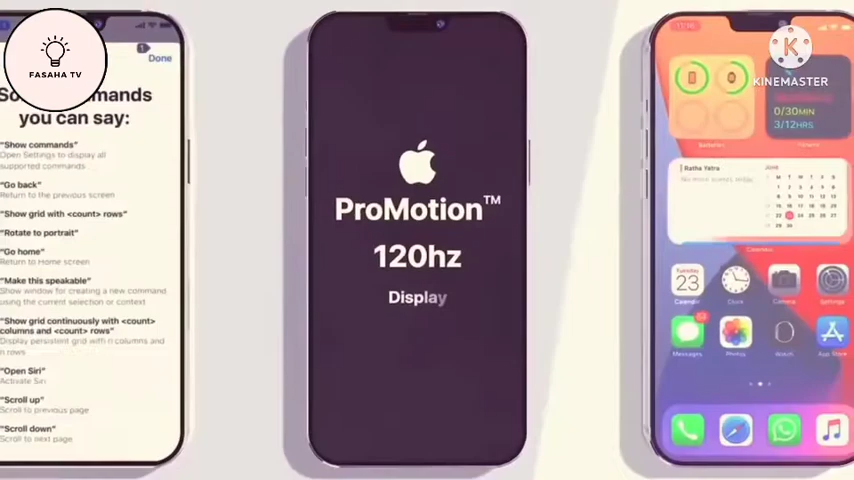 FASAHA TV
Done
mmands
you can say:
"Show commands"
Open Settings to display all
supported commands
"Go back"
Return to the previous screen
"Show grid with <count> rows"
"Rotate to portrait"
"Go home"
Return to Home screen
"Make this speakable"
Show window for creating a new command
using the current selection or context
"Show grid continuously with <count>
columns and <count> rows"
Display persistent grid with n columns and
n rows
"Open Siri"
Activate Siri
"Scroll up"
Scroll to previous page
"Scroll down"
Scroll to next page
ProMotion™
120hz
Display
KINEMASTER
0/30MIN
3/12HRS
Batteries
Ratha Yatra
No more events today
JUNE
Calendar
Tuesday
23
Calendar
Clock
Camera
Settings
Messages
Photos
Watch
App Store